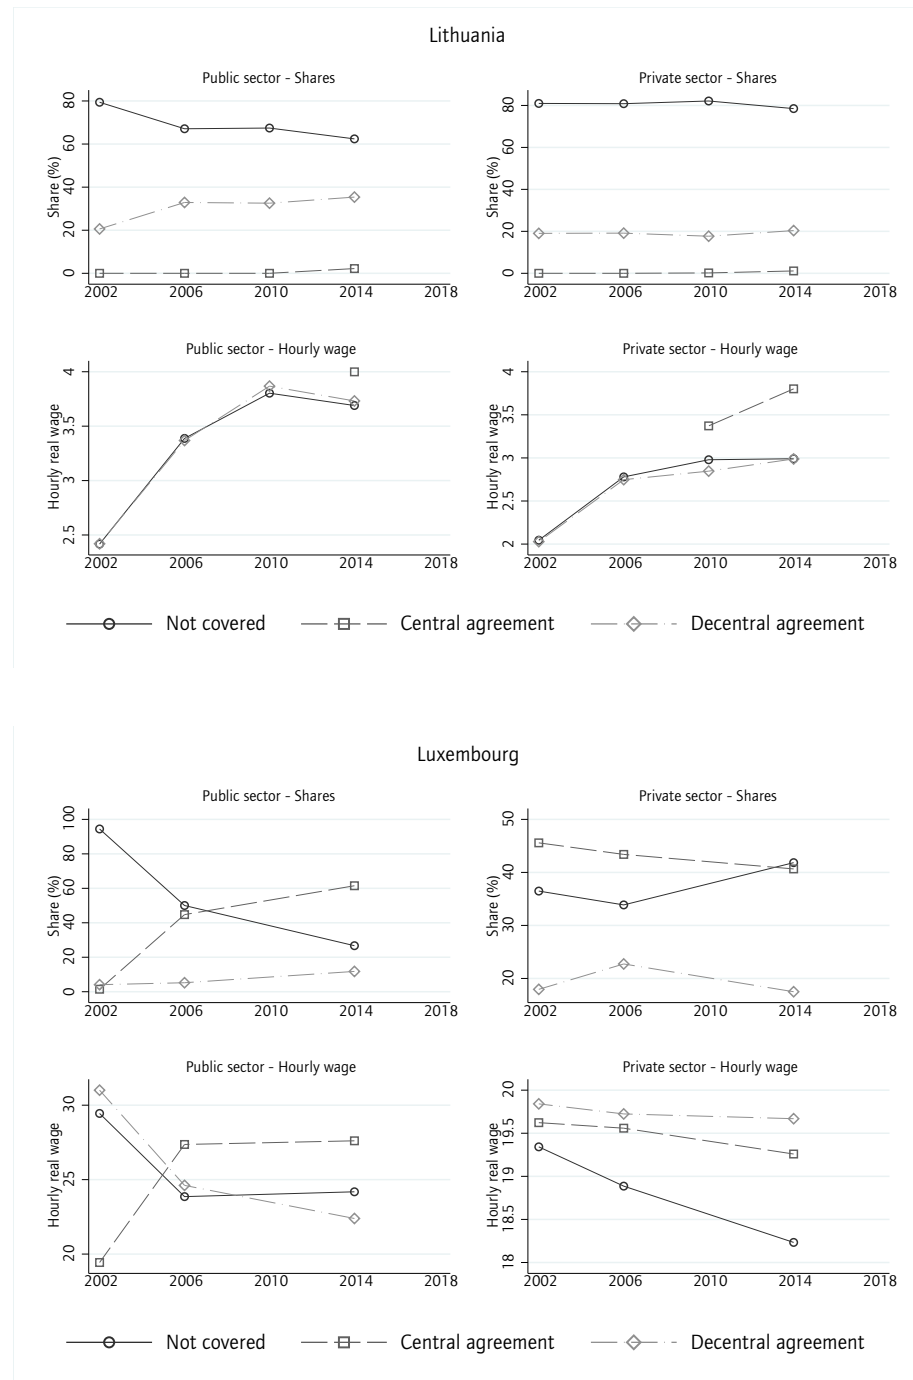 Lithuania
Public sector - Shares
Private sector - Shares
Share (%)
0 20 40 60 80
2002 2006 2010 2014 2018
Share (%)
0 20 40 60 80
2002 2006 2010 2014 2018
Public sector - Hourly wage
Private sector - Hourly wage
Hourly real wage
2.5 3 3.5 4
2002 2006 2010 2014 2018
Hourly real wage
2 2.5 3 3.5 4
2002 2006 2010 2014 2018
Not covered Central agreement Decentral agreement
Luxembourg
Public sector - Shares
Private sector - Shares
Share (%)
0 20 40 60 80 100
2002 2006 2010 2014 2018
Share (%)
20 30 40 50
2002 2006 2010 2014 2018
Public sector - Hourly wage
Private sector - Hourly wage
Hourly real wage
20 25 30
2002 2006 2010 2014 2018
Hourly real wage
18 18.5 19 19.5 20
2002 2006 2010 2014 2018
Not covered Central agreement Decentral agreement